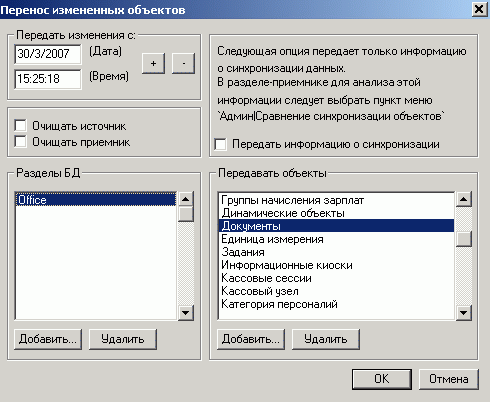 Перенос измененных объектов
Передать изменения с:
30/3/2007 (Дата)
15:25:18 (Время)
+ -
Следующая опция передает только информацию
о синхронизации данных.
В разделе-приемнике для анализа этой
информации следует выбрать пункт меню
`Админ|Сравнение синхронизации объектов`
Передать информацию о синхронизации
Очищать источник
Очищать приемник
Разделы БД
Office
Добавить... Удалить
Передавать объекты
Группы начисления зарплат
Динамические объекты
Документы
Единица измерения
Задания
Информационные киоски
Кассовые сессии
Кассовый узел
Категория персоналий
Добавить... Удалить
OK Отмена